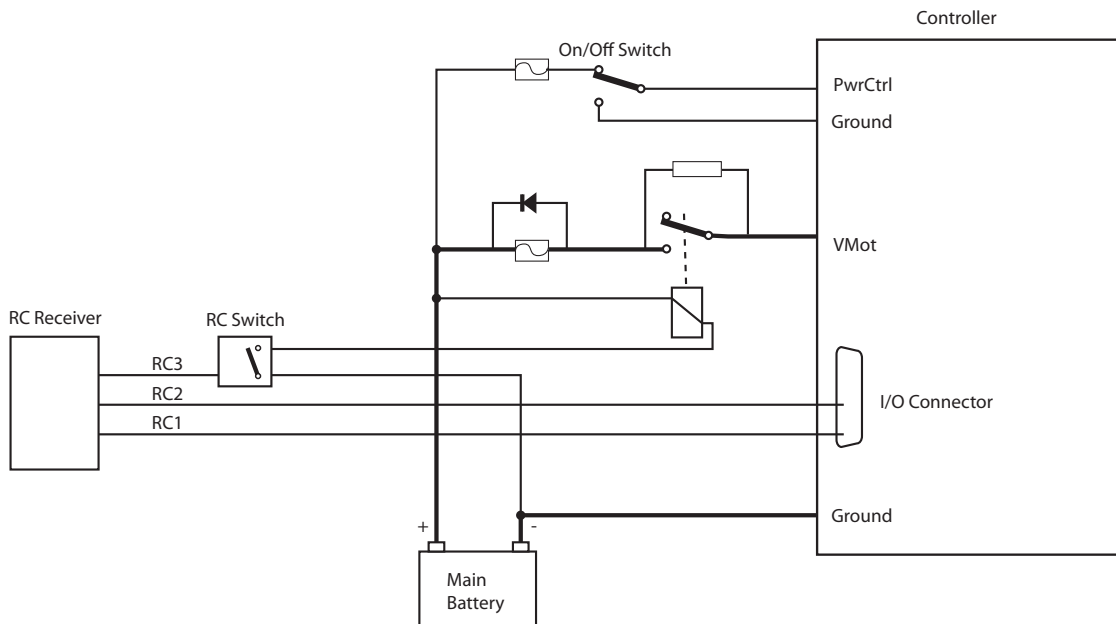 Controller
On/Off Switch
PwrCtrl
Ground
VMot
RC Receiver
RC Switch
RC3
RC2
RC1
I/O Connector
Ground
+
-
Main
Battery